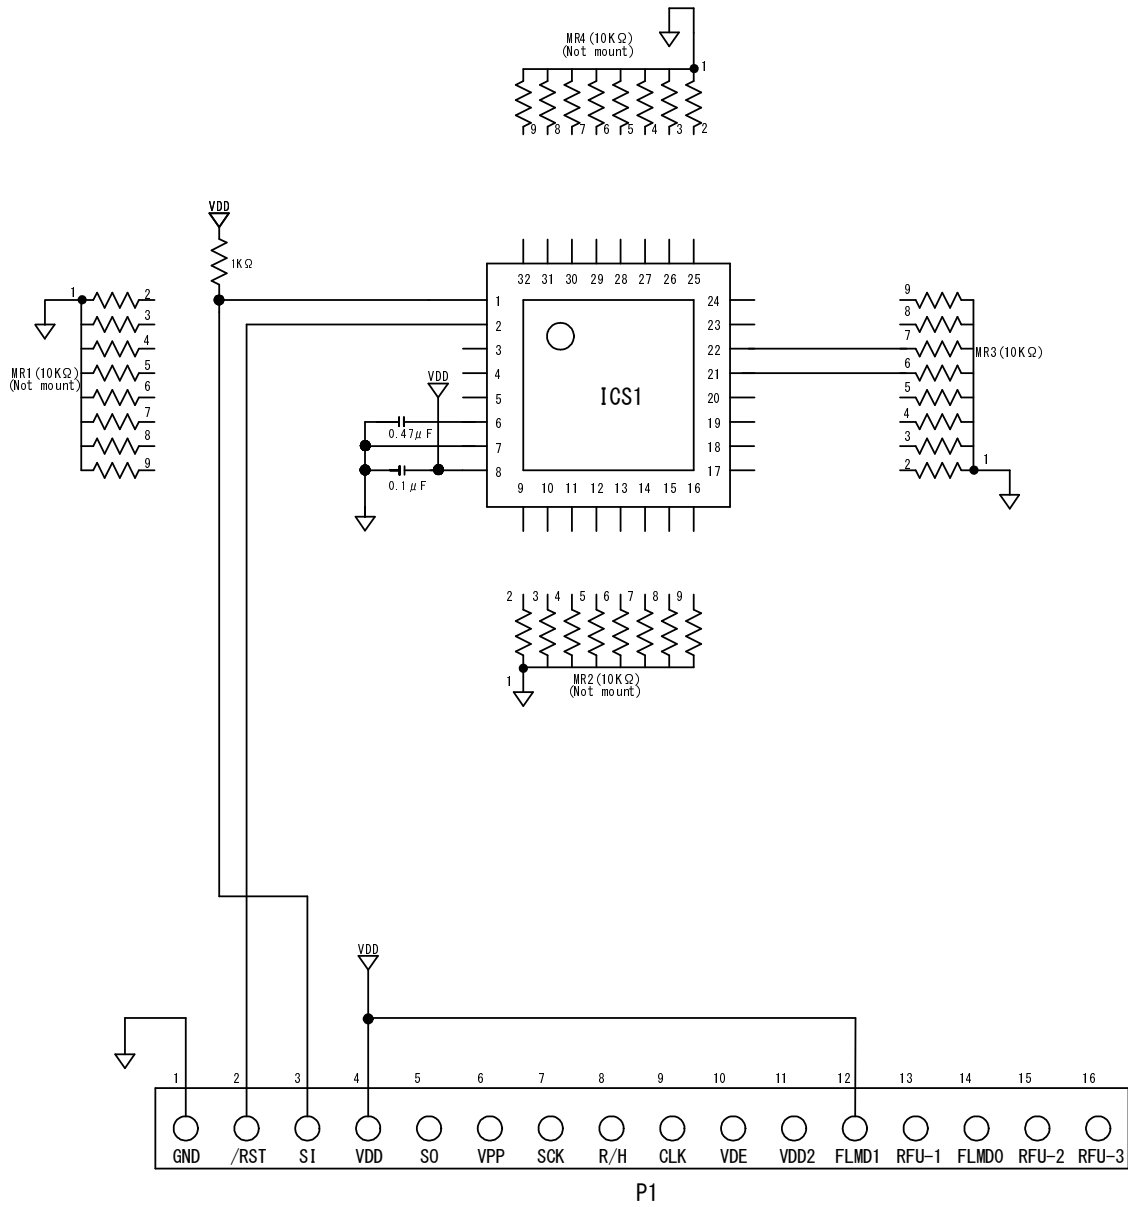 MR4(10KΩ)
(Not mount)
1
9 8 7 6 5 4 3 2
VDD
1KΩ
32 31 30 29 28 27 26 25
1 2
3
4
5
6
7
8
9
MR1(10KΩ)
(Not mount)
VDD
0.47μF
0.1μF
1
2
3
4
5
6
7
8
ICS1
24
23
22
21
20
19
18
17
9 10 11 12 13 14 15 16
9
8
7
6
5
4
3
2 1
MR3(10KΩ)
2 3 4 5 6 7 8 9
1
MR2(10KΩ)
(Not mount)
VDD
1 2 3 4 5 6 7 8 9 10 11 12 13 14 15 16
GND /RST SI VDD SO VPP SCK R/H CLK VDE VDD2 FLMD1 RFU-1 FLMD0 RFU-2 RFU-3
P1